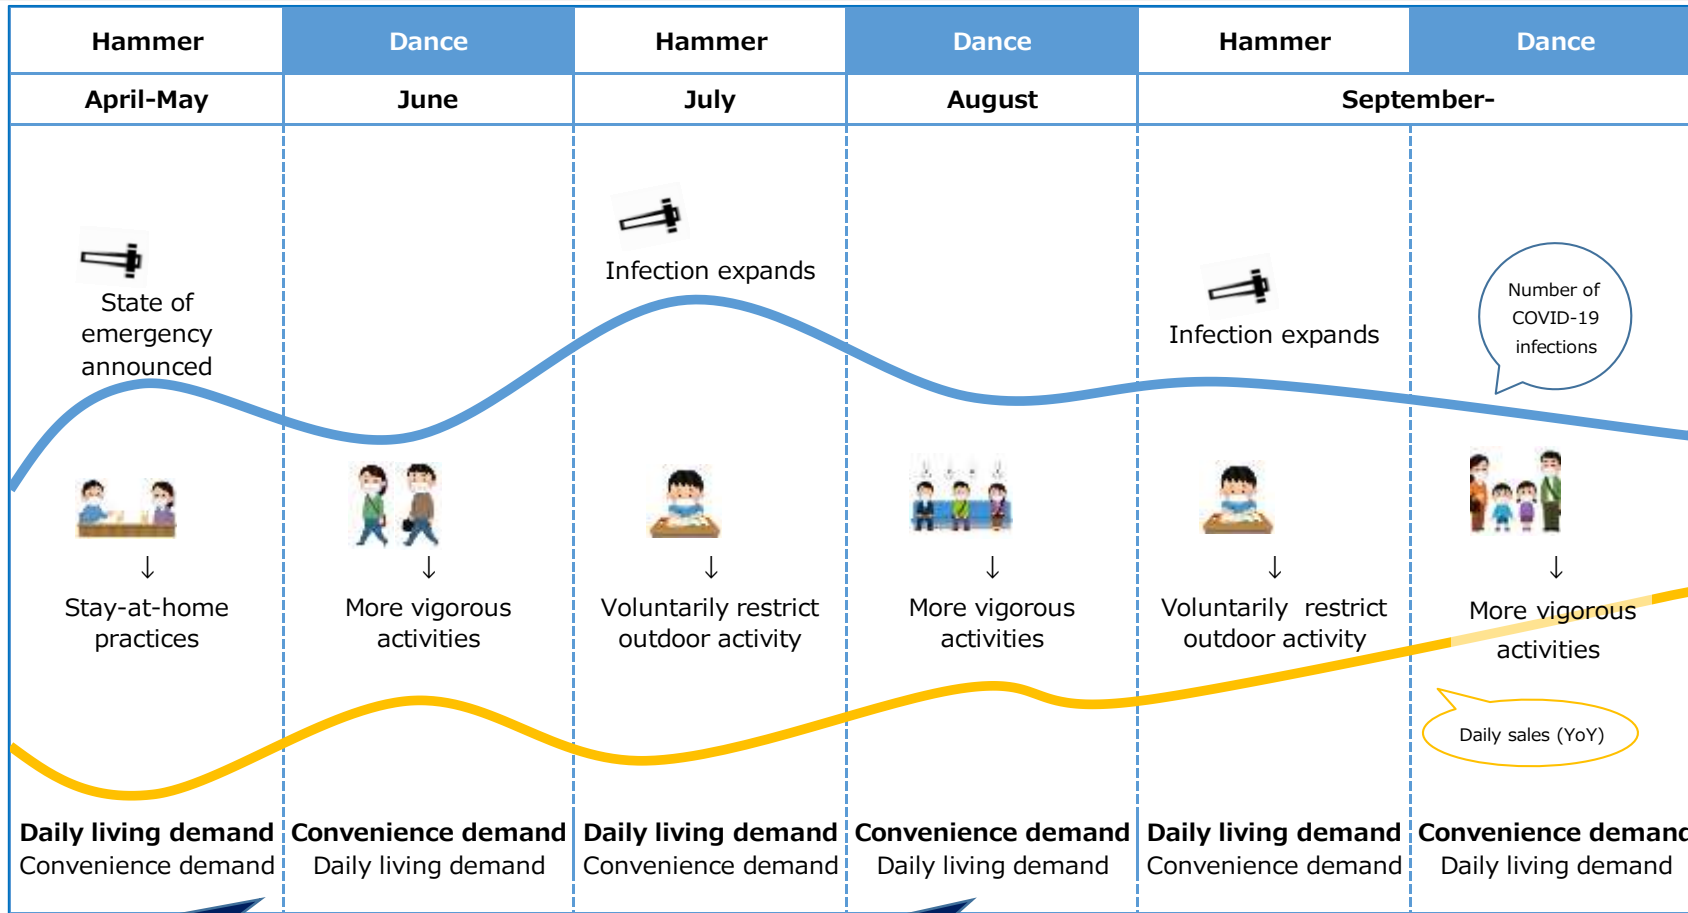 Hammer Dance Hammer Dance Hammer Dance
April-May June July August September-
State of
emergency
announced
Infection expands
Infection expands
Number of
COVID-19
infections
↓ ↓ ↓ ↓ ↓ ↓
Stay-at-home
practices
More vigorous
activities
Voluntarily restrict
outdoor activity
More vigorous
activities
Voluntarily restrict
outdoor activity
More vigorous
activities
Daily sales (YoY)
Daily living demand
Convenience demand
Convenience demand
Daily living demand
Daily living demand
Convenience demand
Convenience demand
Daily living demand
Daily living demand
Convenience demand
Convenience demand
Daily living demand